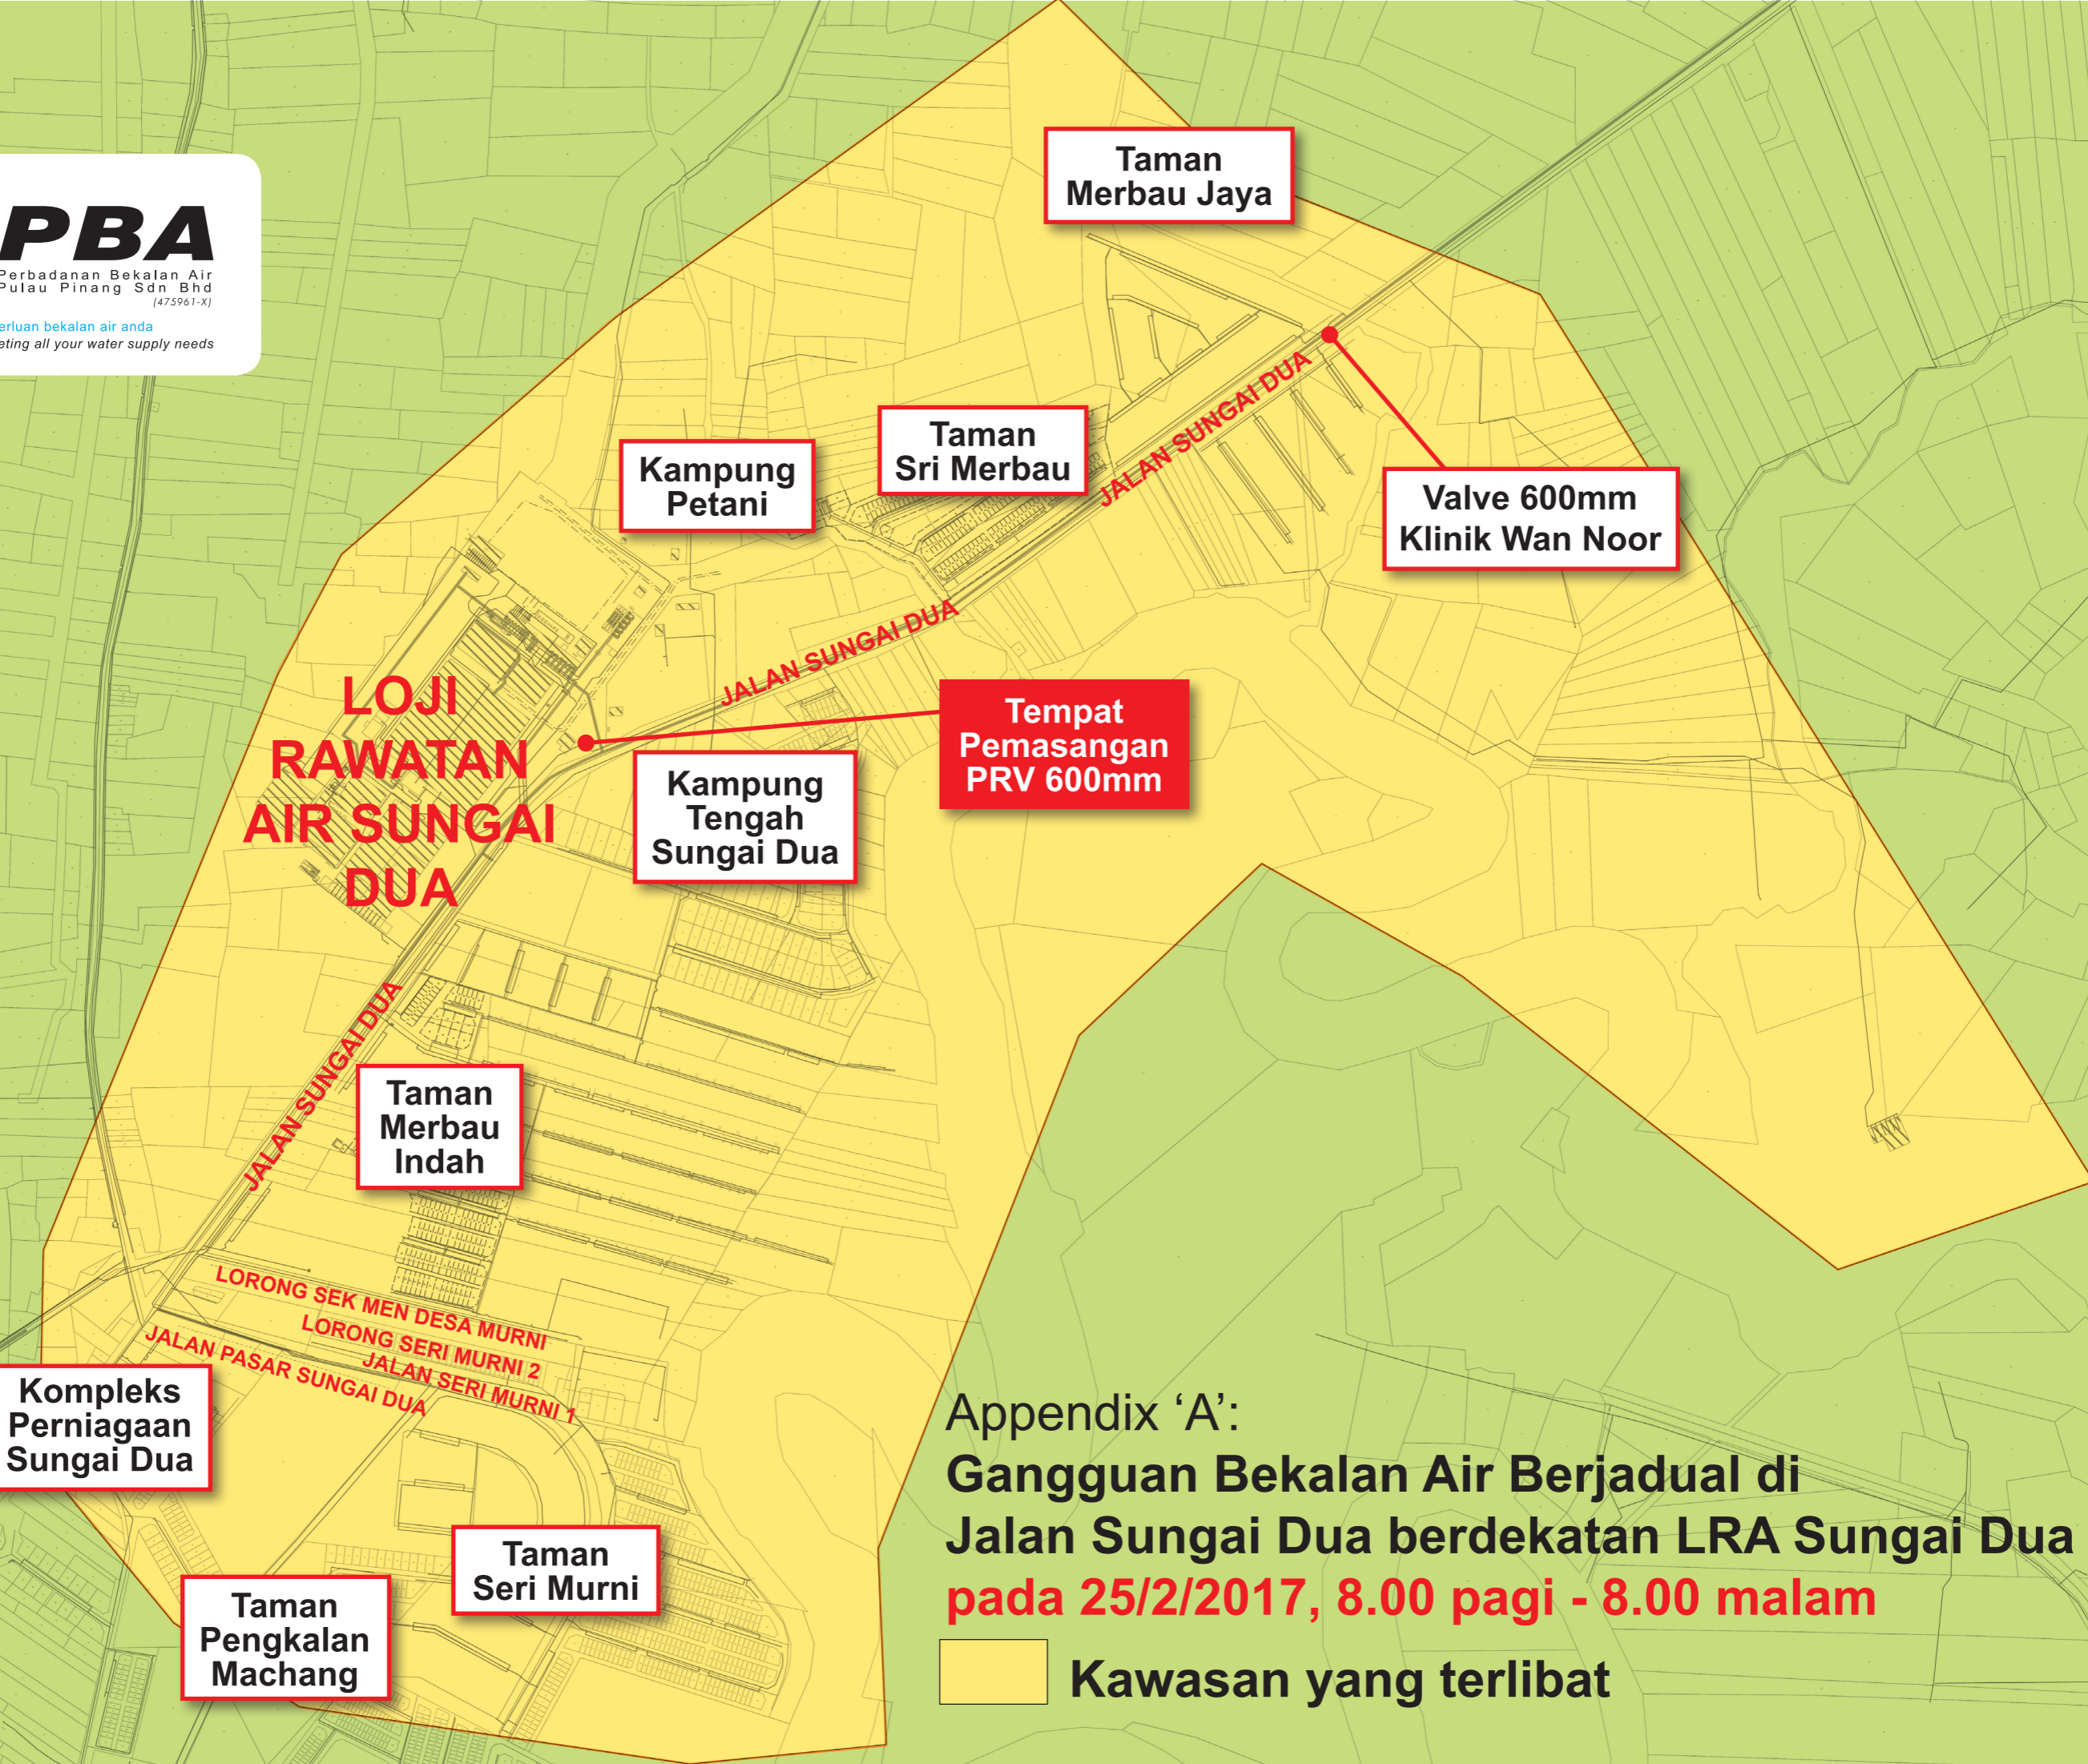 Taman
Merbau Jaya
PBA
Perbadanan Bekalan Air
Pulau Pinang Sdn Bhd
(475961-X)
erluan bekalan air anda
eting all your water supply needs
Taman
Sri Merbau
Kampung
Petani
JALAN SUNGAI DUA
Valve 600mm
Klinik Wan Noor
JALAN SUNGAI DUA
LOJI
RAWATAN
AIR SUNGAI
DUA
Tempat
Pemasangan
PRV 600mm
Kampung
Tengah
Sungai Dua
JALAN SUNGAI DUA
Taman
Merbau
Indah
LORONG SEK MEN DESA MURNI
LORONG SERI MURNI 2
JALAN SERI MURNI 1
JALAN PASAR SUNGAI DUA
Kompleks
Perniagaan
Sungai Dua
Taman
Seri Murni
Taman
Pengkalan
Machang
Appendix ‘A’:
Gangguan Bekalan Air Berjadual di
Jalan Sungai Dua berdekatan LRA Sungai Dua
pada 25/2/2017, 8.00 pagi - 8.00 malam
Kawasan yang terlibat